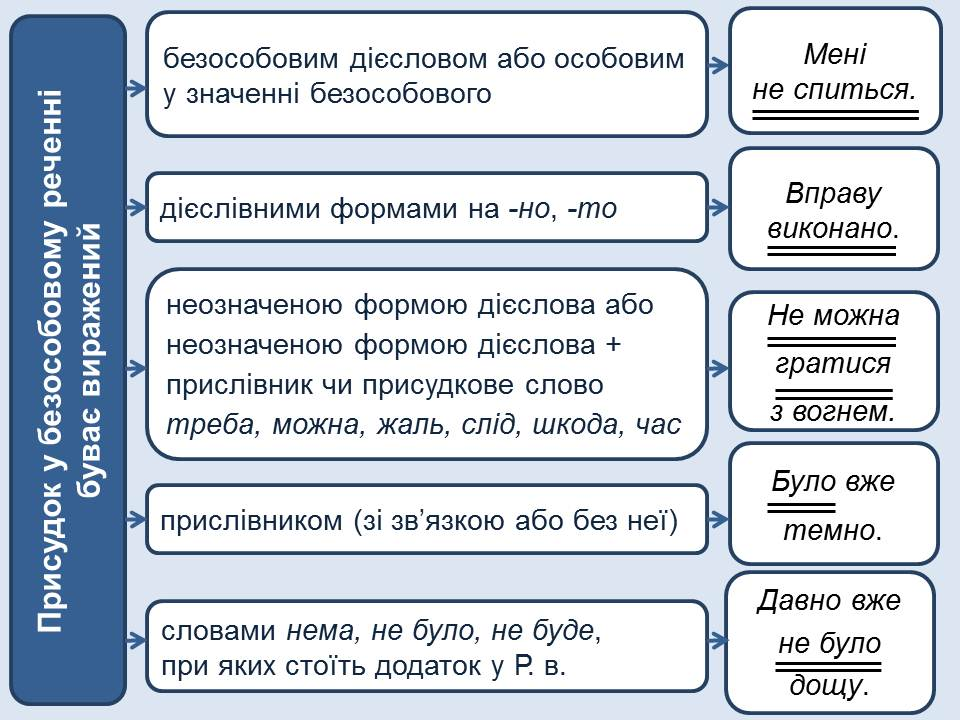 Присудок у безособовому реченні
буває виражений
безособовим дієсловом або особовим
у значенні безособового
Мені
не спиться.
дієслівними формами на -но, -то
Вправу
виконано.
неозначеною формою дієслова або
неозначеною формою дієслова +
прислівник чи присудкове слово
треба, можна, жаль, слід, шкода, час
Не можна
гратися
з вогнем.
прислівником (зі зв’язкою або без неї)
Було вже
темно.
словами нема, не було, не буде,
при яких стоїть додаток у Р. в.
Давно вже
не було
дощу.